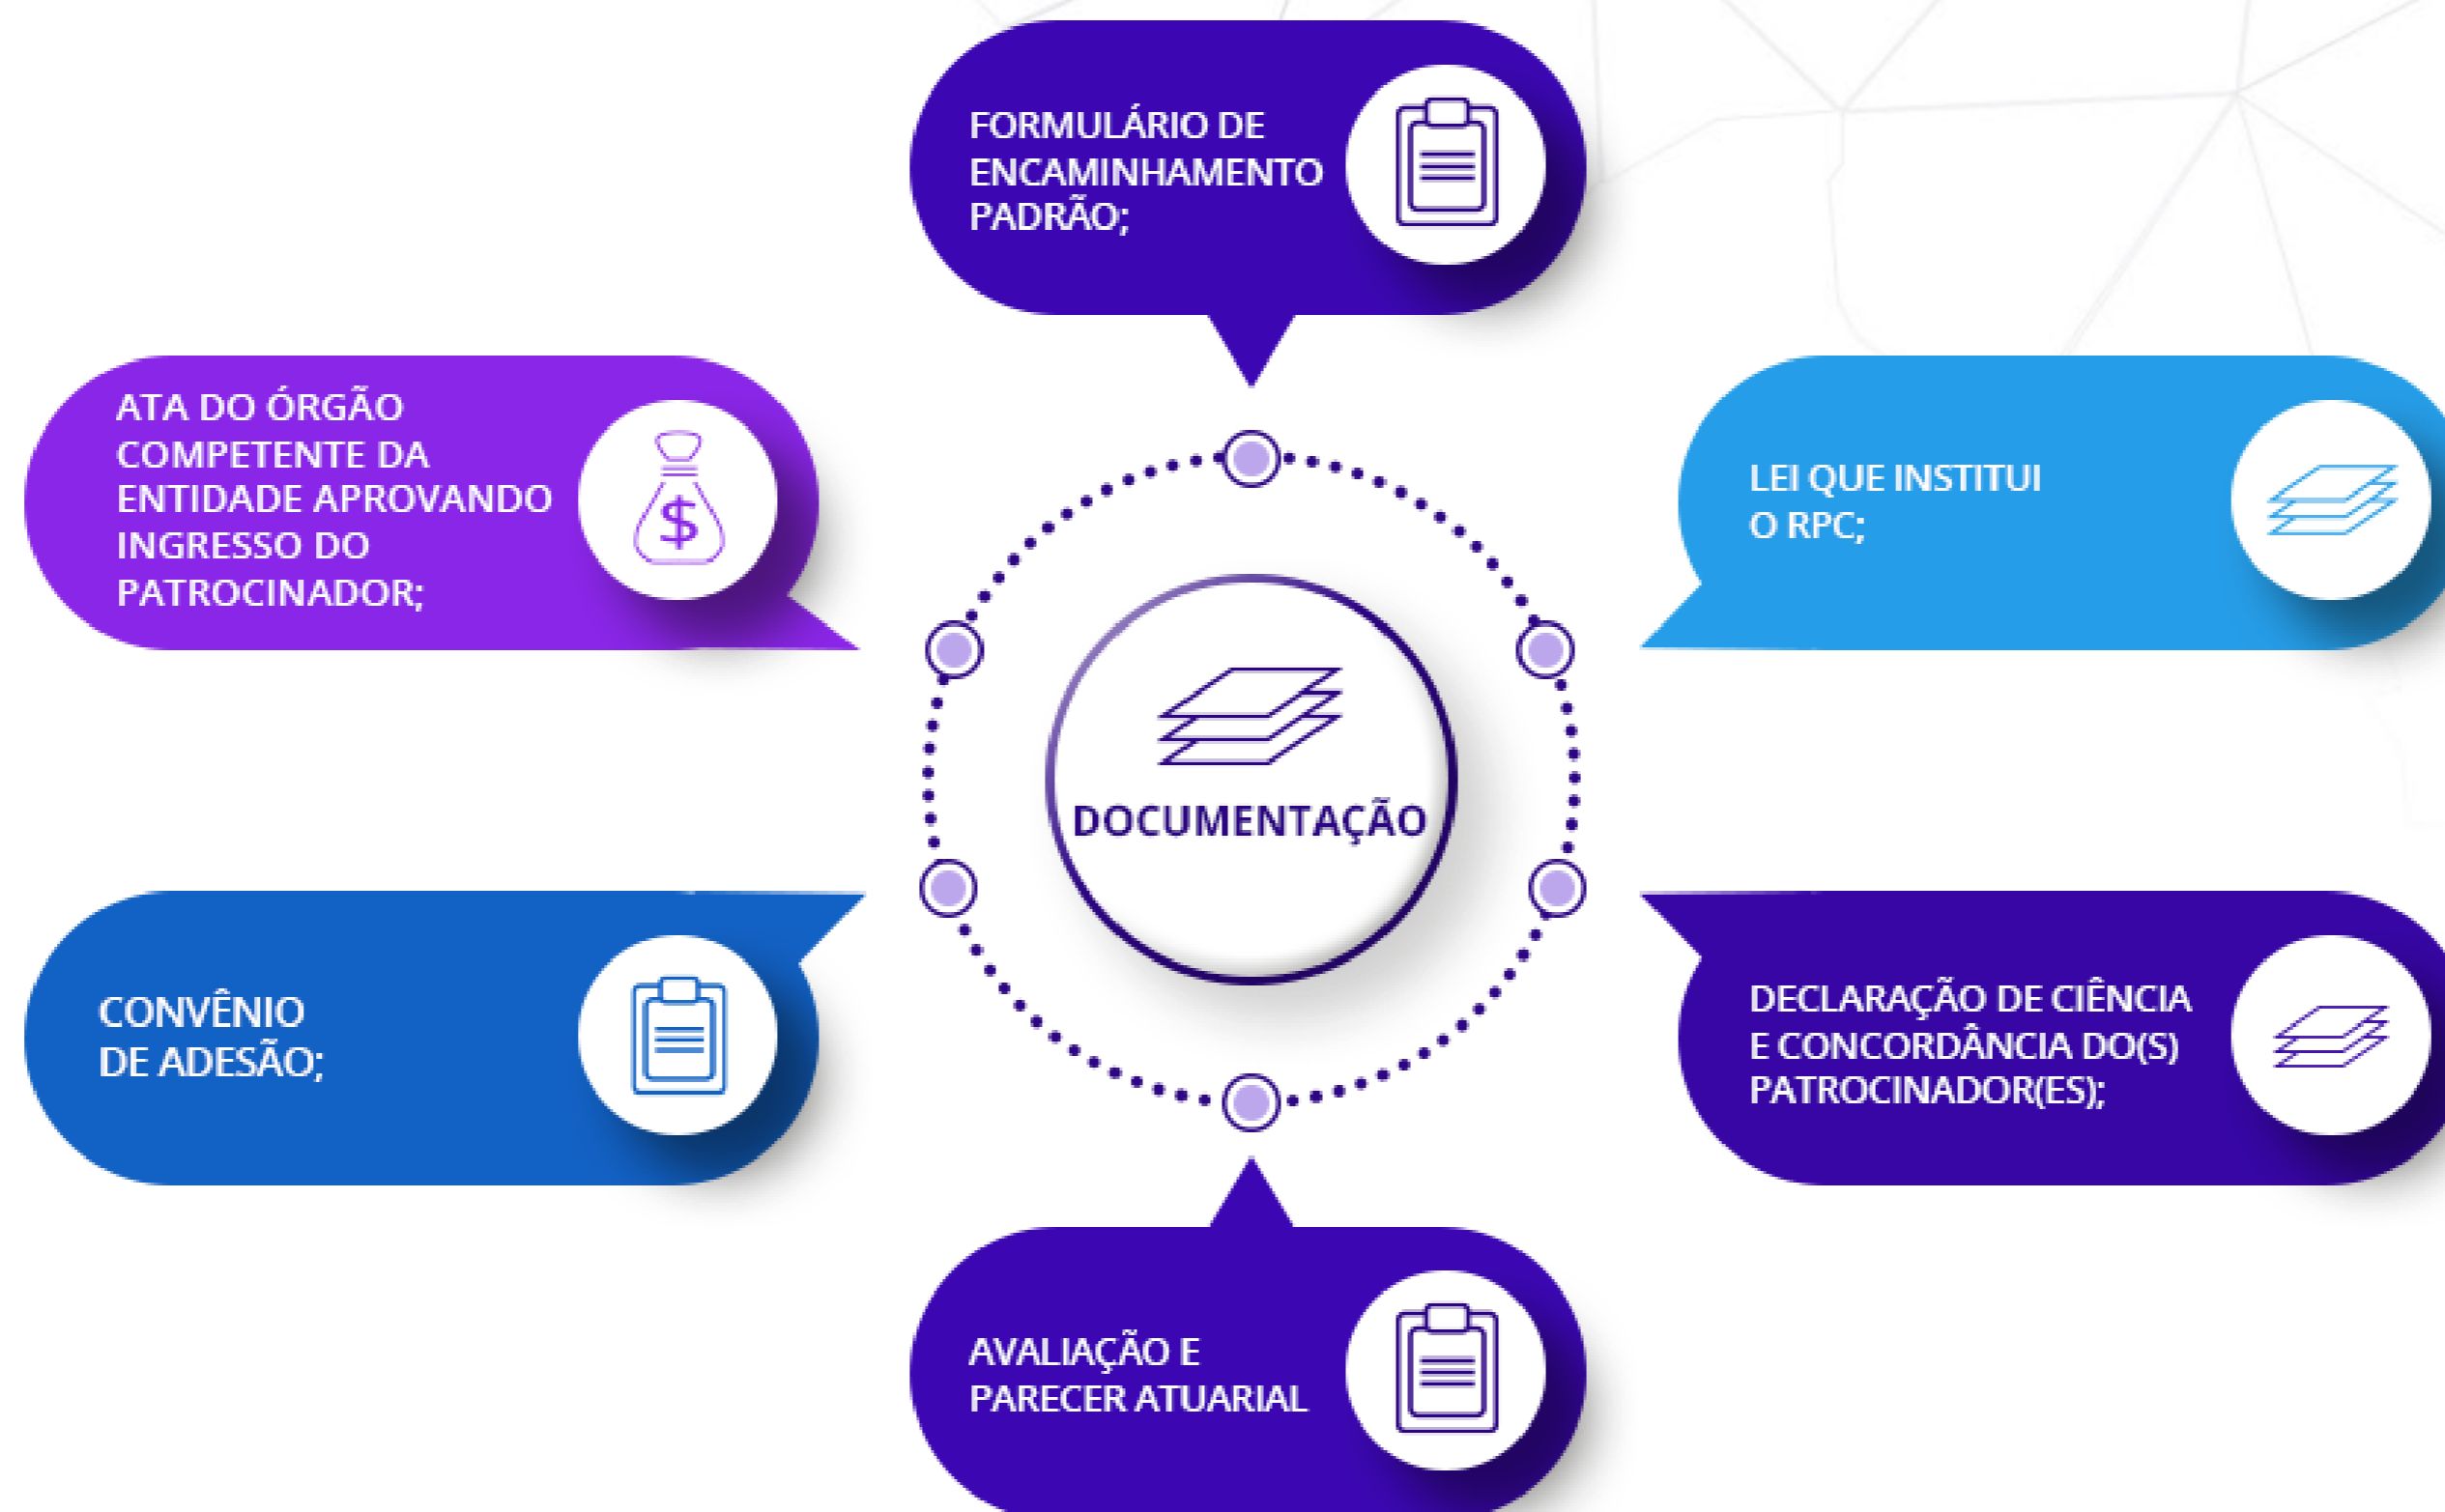 FORMULÁRIO DE
ENCAMINHAMENTO
PADRÃO;
ATA DO ÓRGÃO
COMPETENTE DA
ENTIDADE APROVANDO
INGRESSO DO
PATROCINADOR;
$
LEI QUE INSTITUI
O RPC;
DOCUMENTAÇÃO
CONVÊNIO
DE ADESÃO;
DECLARAÇÃO DE CIÊNCIA
E CONCORDÂNCIA DO(S)
PATROCINADOR(ES);
AVALIAÇÃO E
PARECER ATUARIAL